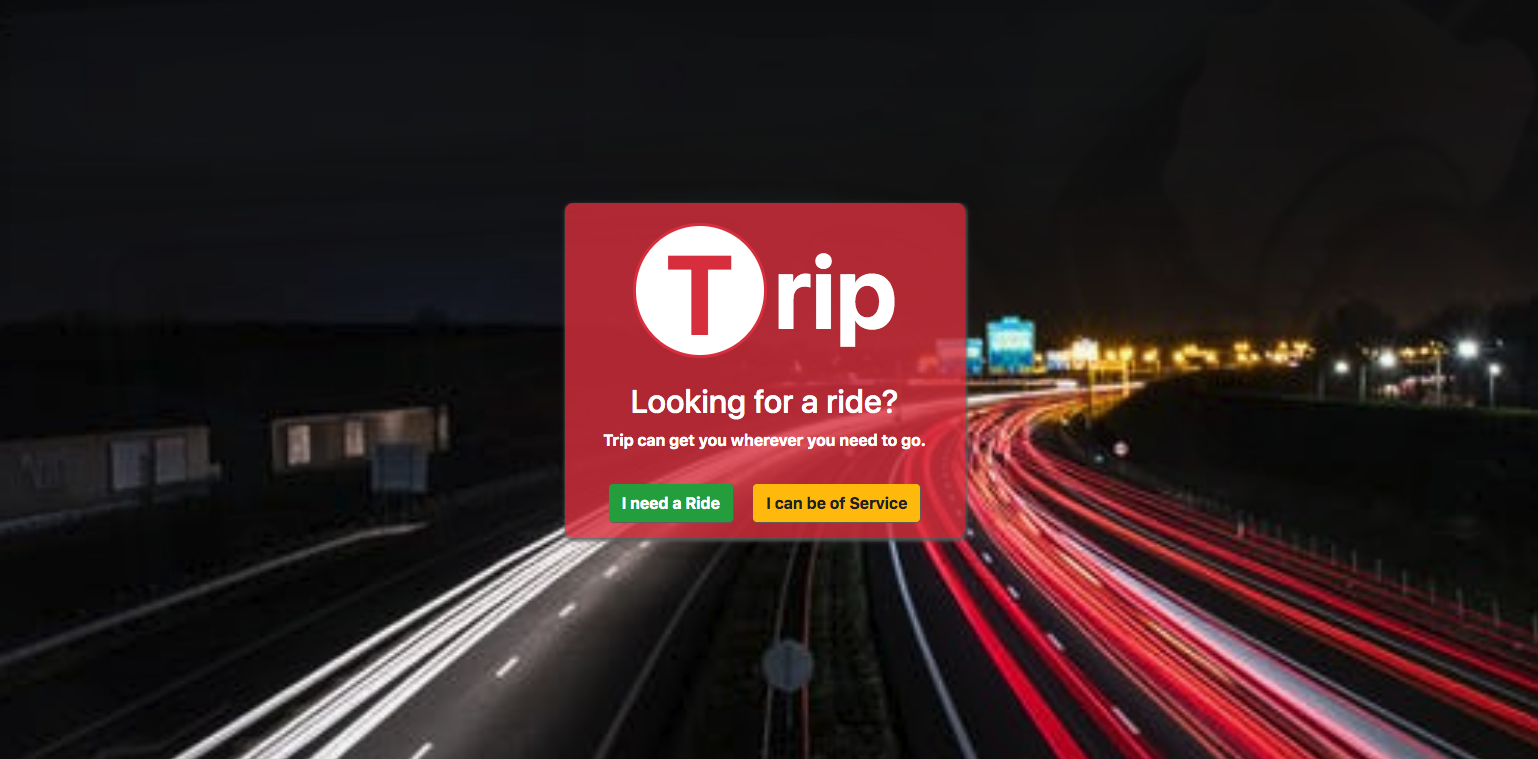 Trip
Looking for a ride?
Trip can get you wherever you need to go.
I need a Ride
I can be of Service